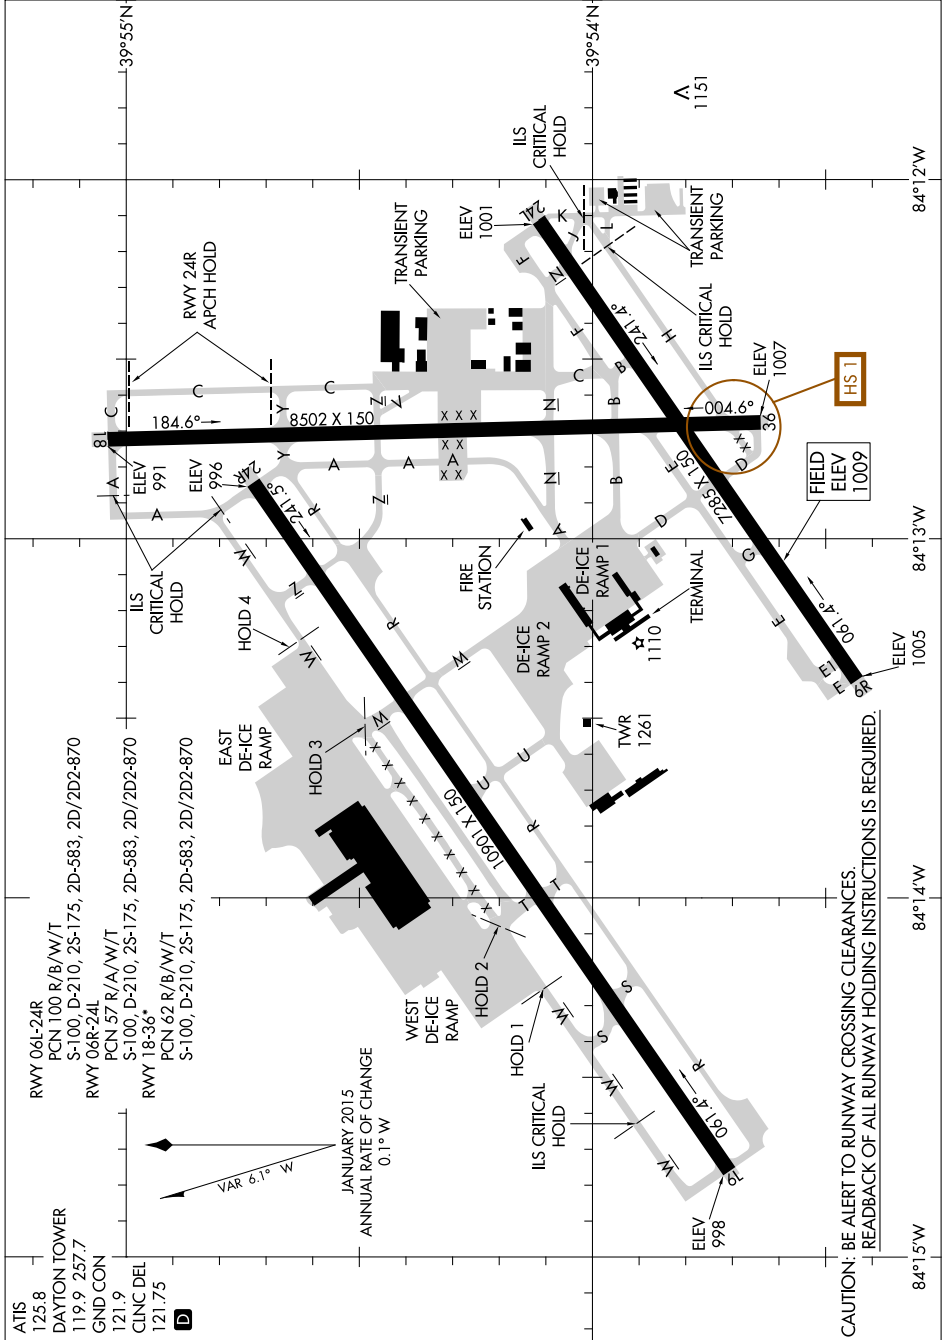 ATIS
125.8
DAYTON TOWER
119.9 257.7
GND CON
121.9
CLNC DEL
121.75
D
RWY 06L-24R
PCN 100 R/B/W/T
S-100, D-210, 2S-175, 2D-583, 2D/2D2-870
RWY 06R-24L
PCN 57 R/A/W/T
S-100, D-210, 2S-175, 2D-583, 2D/2D2-870
RWY 18-36*
PCN 62 R/B/W/T
S-100, D-210, 2S-175, 2D-583, 2D/2D2-870
VAR 6.1° W
JANUARY 2015
ANNUAL RATE OF CHANGE
0.1° W
39°55'N
39°54'N
84°12'W
84°13'W
84°14'W
84°15'W
RWY 24R
APCH HOLD
ILS
CRITICAL
HOLD
ELEV
991
ELEV
996
18
184.6°
8502 X 150
A
A
C
C
C
Y
Y
Z
Z
Z
A
A
A
X X X
X X X
24R
241.5°
R
W
Z
HOLD 4
W
R
EAST
DE-ICE
RAMP
HOLD 3
M
M
X X X X X X X X X X
U
U
R
10901 X 150
T
T
WEST
DE-ICE
RAMP
HOLD 2
HOLD 1
W
S
S
W
ILS CRITICAL
HOLD
W
R
061.4°
6L
ELEV
998
TRANSIENT
PARKING
ELEV
1001
24L
ILS
CRITICAL
HOLD
K
J
L
F
N
F
241.4°
H
ILS CRITICAL
HOLD
TRANSIENT
PARKING
1151
C
B
B
B
N
N
A
FIRE
STATION
DE-ICE
RAMP 1
DE-ICE
RAMP 2
TERMINAL
1110
TWR
1261
004.6°
36
ELEV
1007
HS 1
X X
D
D
E
7285 X 150
G
E
FIELD
ELEV
1009
061.4°
E1
E
6R
ELEV
1005
CAUTION: BE ALERT TO RUNWAY CROSSING CLEARANCES.
READBACK OF ALL RUNWAY HOLDING INSTRUCTIONS IS REQUIRED.